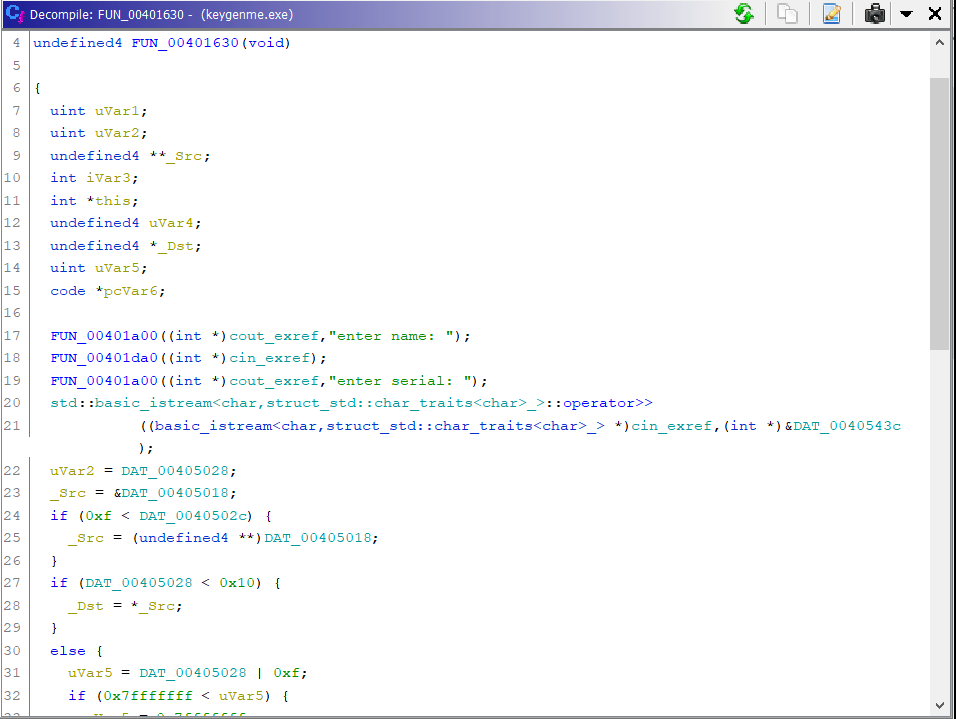 Decompile: FUN_00401630 - (keygenme.exe)
4 undefined4 FUN_00401630(void)
5
6 {
7 uint uVar1;
8 uint uVar2;
9 undefined4 **_Src;
10 int iVar3;
11 int *this;
12 undefined4 uVar4;
13 undefined4 *_Dst;
14 uint uVar5;
15 code *pcVar6;
16
17 FUN_00401a00((int *)cout_exref,"enter name: ");
18 FUN_00401da0((int *)cin_exref);
19 FUN_00401a00((int *)cout_exref,"enter serial: ");
20 std::basic_istream<char,struct_std::char_traits<char>_>::operator>>
21 ((basic_istream<char,struct_std::char_traits<char>_> *)cin_exref,(int *)&DAT_0040543c
);
22 uVar2 = DAT_00405028;
23 _Src = &DAT_00405018;
24 if (0xf < DAT_0040502c) {
25 _Src = (undefined4 **)DAT_00405018;
26 }
27 if (DAT_00405028 < 0x10) {
28 _Dst = *_Src;
29 }
30 else {
31 uVar5 = DAT_00405028 | 0xf;
32 if (0x7fffffff < uVar5) {